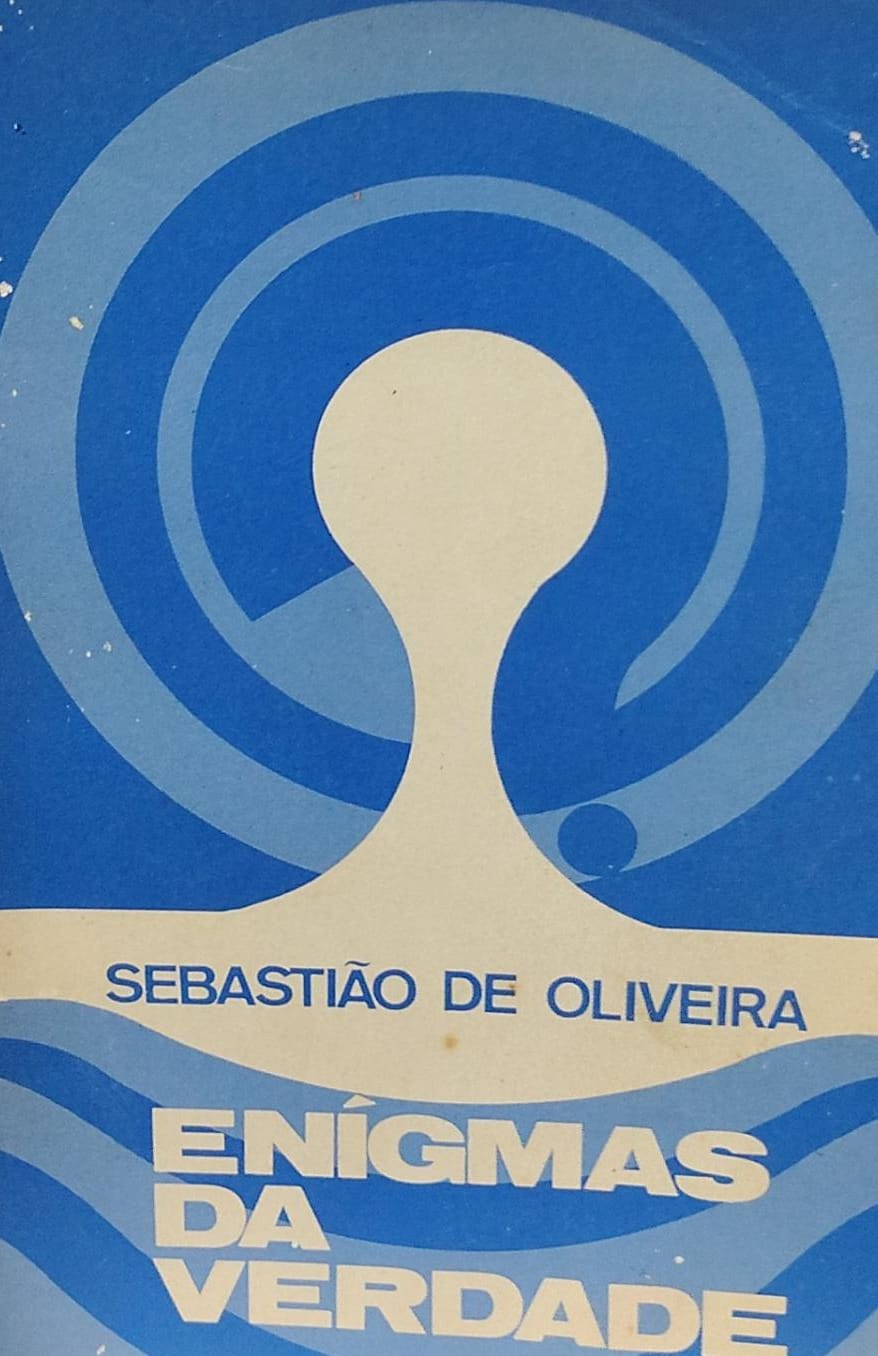 SEBASTIÃO DE OLIVEIRA
ENÍGMAS
DA
VERDADE